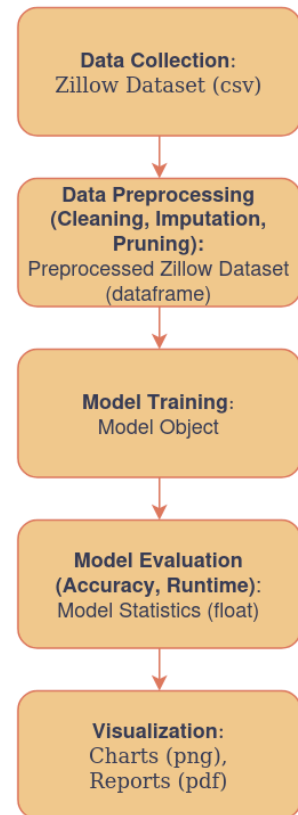 Data Collection:
Zillow Dataset (csv)
Data Preprocessing
(Cleaning, Imputation,
Pruning):
Preprocessed Zillow Dataset
(dataframe)
Model Training:
Model Object
Model Evaluation
(Accuracy, Runtime):
Model Statistics (float)
Visualization:
Charts (png),
Reports (pdf)